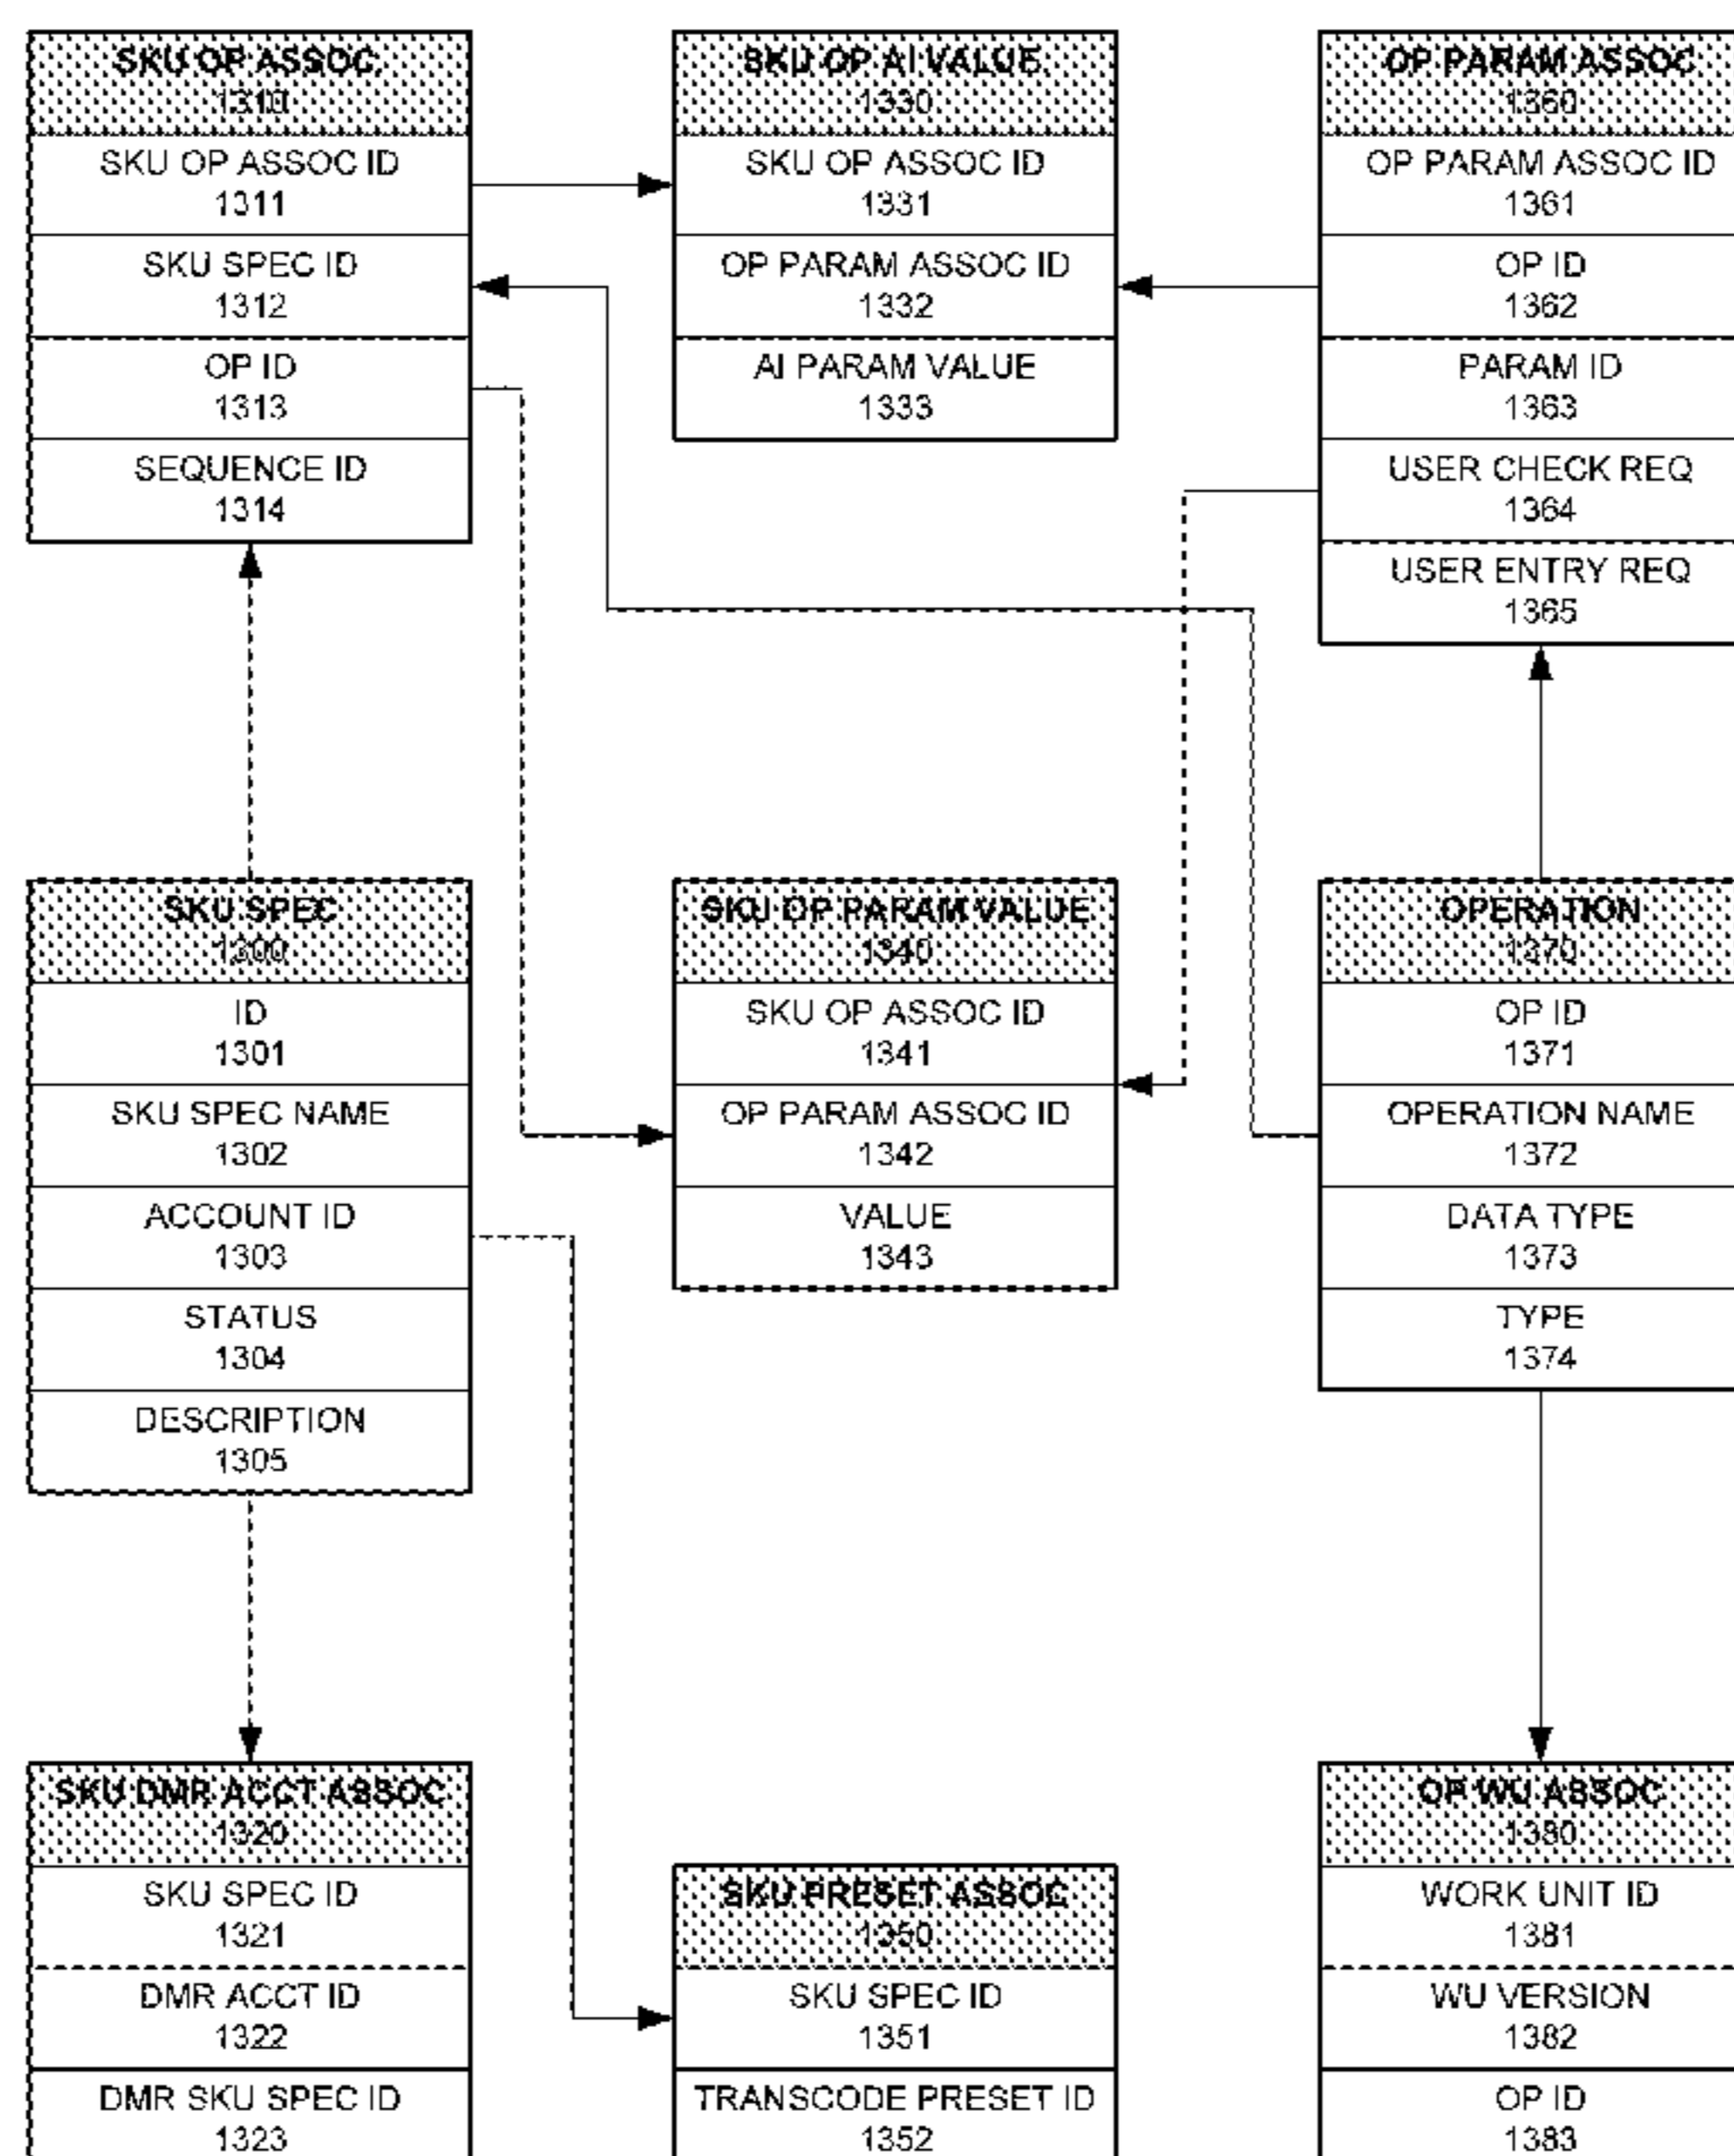 SKU OP ASSOC.
1310
SKU OP ASSOC ID
1311
SKU SPEC ID
1312
OP ID
1313
SEQUENCE ID
1314
SKU OP AI VALUE
1330
SKU OP ASSOC ID
1331
OP PARAM ASSOC ID
1332
AI PARAM VALUE
1333
OP PARAM ASSOC
1360
OP PARAM ASSOC ID
1361
OP ID
1362
PARAM ID
1363
USER CHECK REQ
1364
USER ENTRY REQ
1365
SKU SPEC
1300
ID
1301
SKU SPEC NAME
1302
ACCOUNT ID
1303
STATUS
1304
DESCRIPTION
1305
SKU OP PARAM VALUE
1340
SKU OP ASSOC ID
1341
OP PARAM ASSOC ID
1342
VALUE
1343
OPERATION
1370
OP ID
1371
OPERATION NAME
1372
DATA TYPE
1373
TYPE
1374
SKU DMR ACCT ASSOC
1320
SKU SPEC ID
1321
DMR ACCT ID
1322
DMR SKU SPEC ID
1323
SKU PRESET ASSOC
1350
SKU SPEC ID
1351
TRANSCODE PRESET ID
1352
OP WU ASSOC
1380
WORK UNIT ID
1381
WU VERSION
1382
OP ID
1383